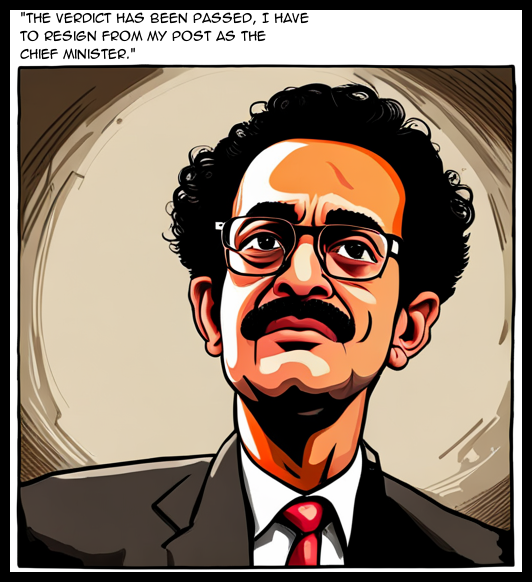 "THE VERDICT HAS BEEN PASSED, I HAVE
TO RESIGN FROM MY POST AS THE
CHIEF MINISTER."